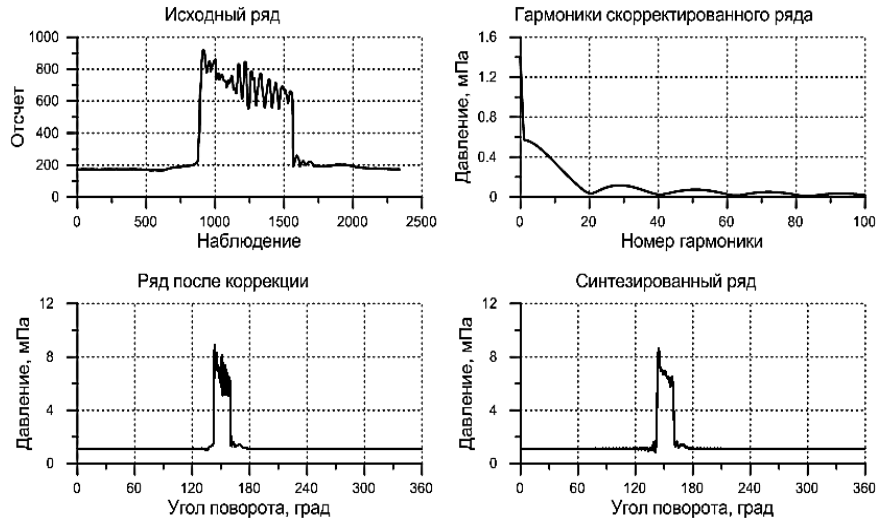 Исходный ряд
1000
800
600
400
200
0
Отсчет
0 500 1000 1500 2000 2500
Наблюдение
Гармоники скорректированного ряда
1.6
1.2
0.8
0.4
0
Давление, мПа
0 20 40 60 80 100
Номер гармоники
Ряд после коррекции
12
8
4
0
Давление, мПа
0 60 120 180 240 300 360
Угол поворота, град
Синтезированный ряд
12
8
4
0
Давление, мПа
0 60 120 180 240 300 360
Угол поворота, град